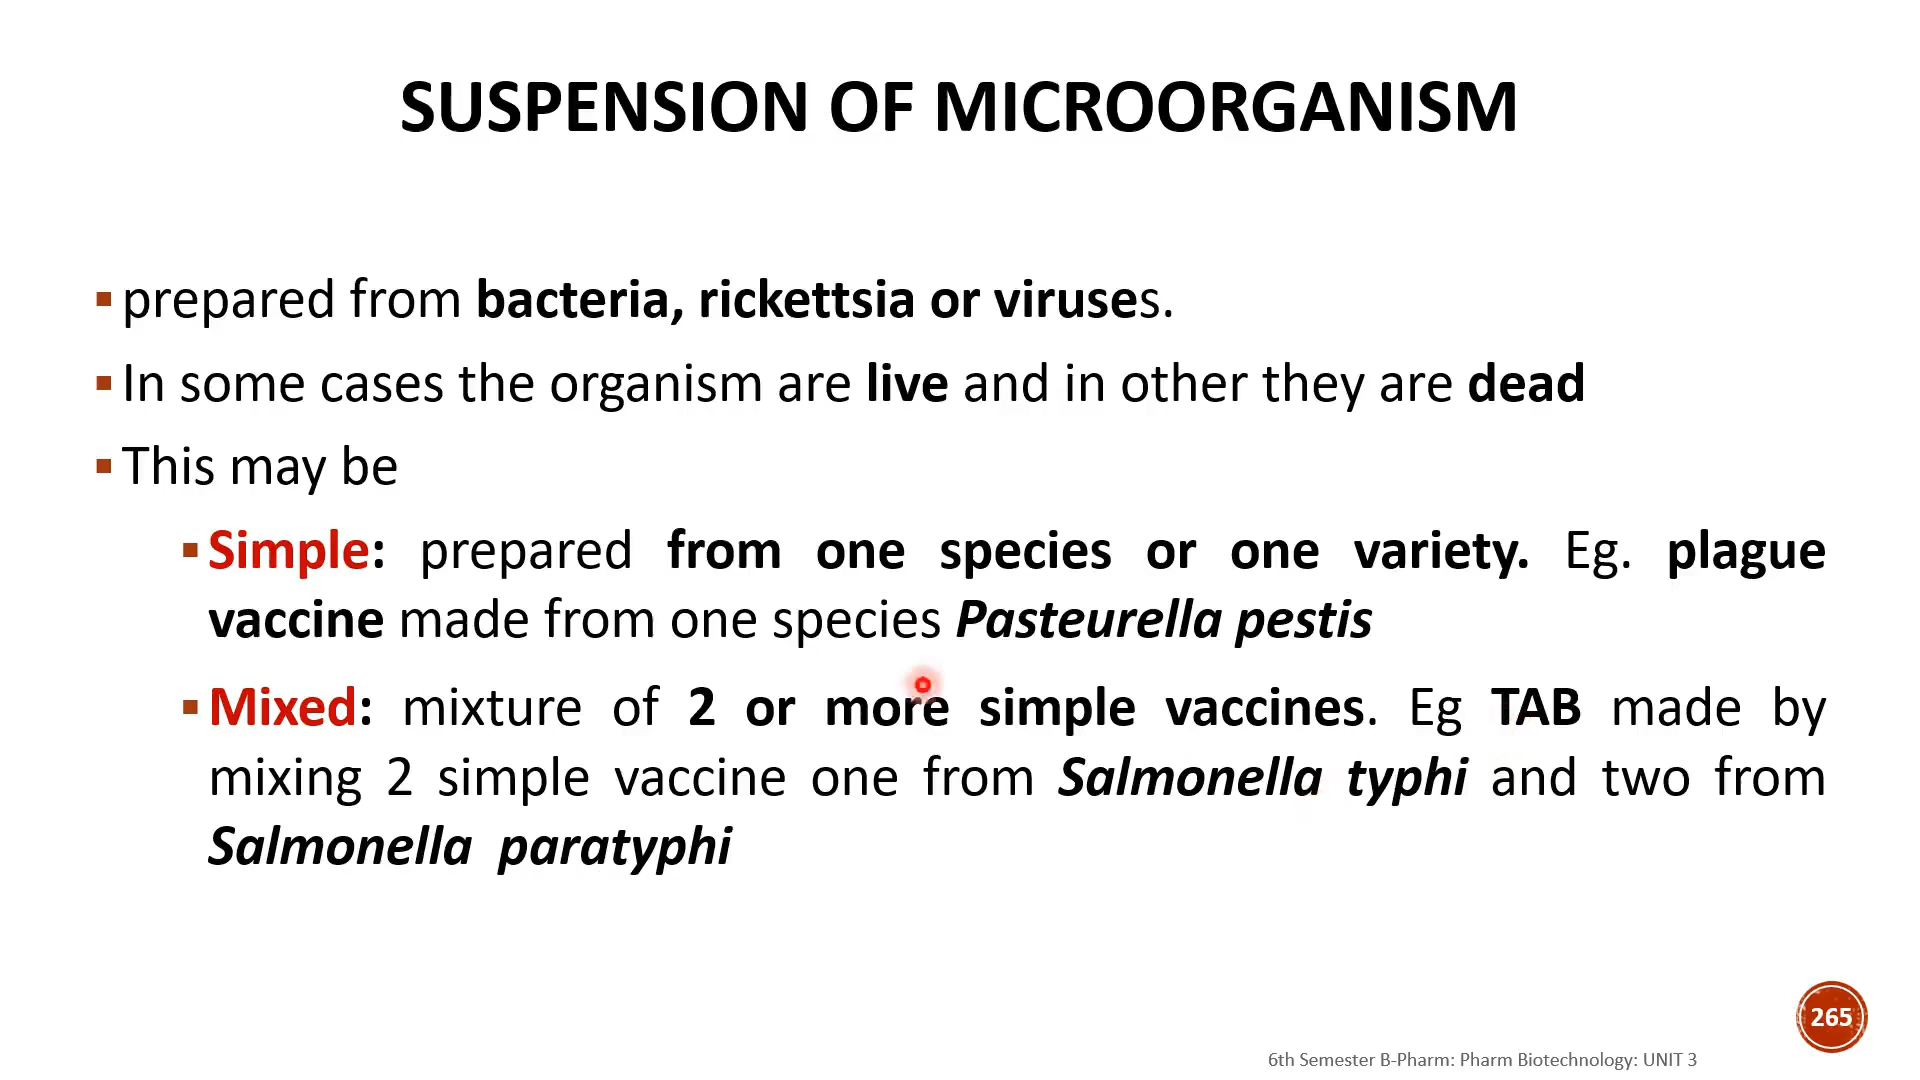 SUSPENSION OF MICROORGANISM
▪prepared from bacteria, rickettsia or viruses.
▪In some cases the organism are live and in other they are dead
▪This may be
▪Simple: prepared from one species or one variety. Eg. plague
vaccine made from one species Pasteurella pestis
▪Mixed: mixture of 2 or more simple vaccines. Eg TAB made by
mixing 2 simple vaccine one from Salmonella typhi and two from
Salmonella paratyphi
265
6th Semester B-Pharm: Pharm Biotechnology: UNIT 3